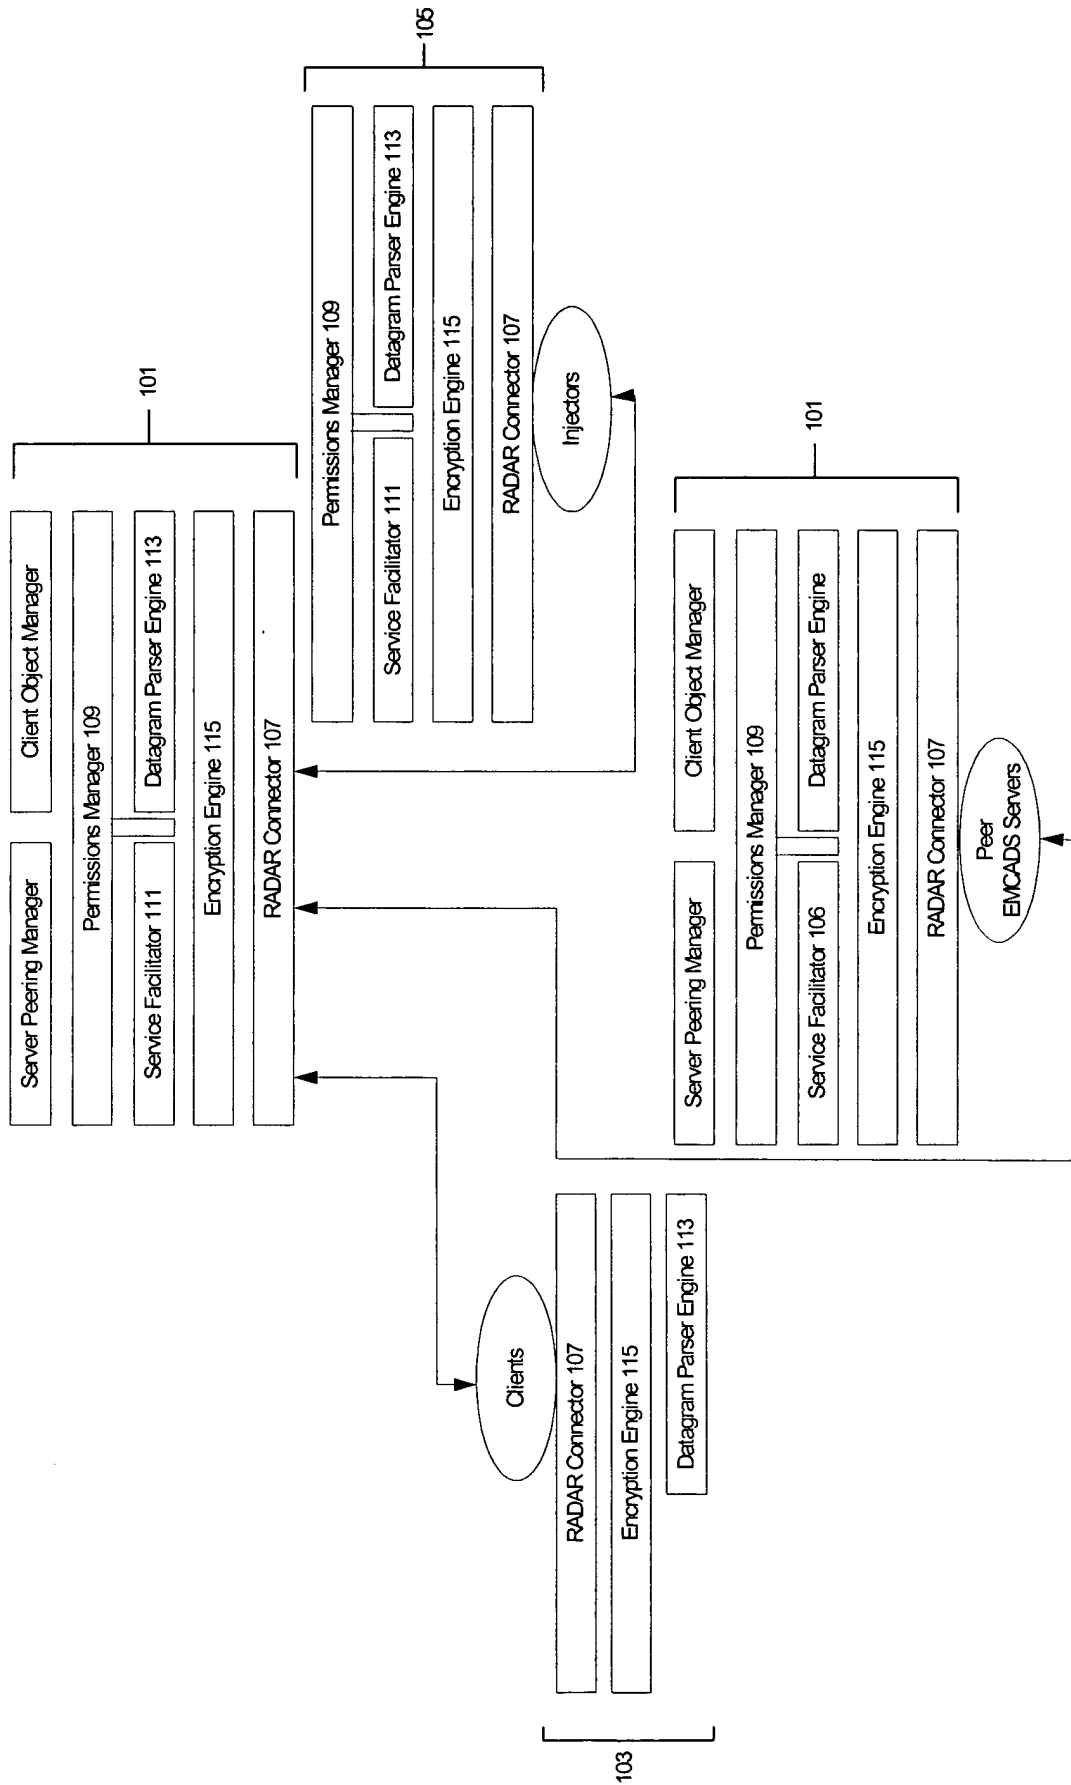 101
Server Peering Manager
Client Object Manager
Permissions Manager 109
Service Facilitator 111
Datagram Parser Engine 113
Encryption Engine 115
RADAR Connector 107
105
Permissions Manager 109
Service Facilitator 111
Datagram Parser Engine 113
Encryption Engine 115
RADAR Connector 107
Injectors
Clients
RADAR Connector 107
Encryption Engine 115
Datagram Parser Engine 113
103
101
Server Peering Manager
Client Object Manager
Permissions Manager 109
Service Facilitator 106
Datagram Parser Engine
Encryption Engine 115
RADAR Connector 107
Peer
EMCADS Servers